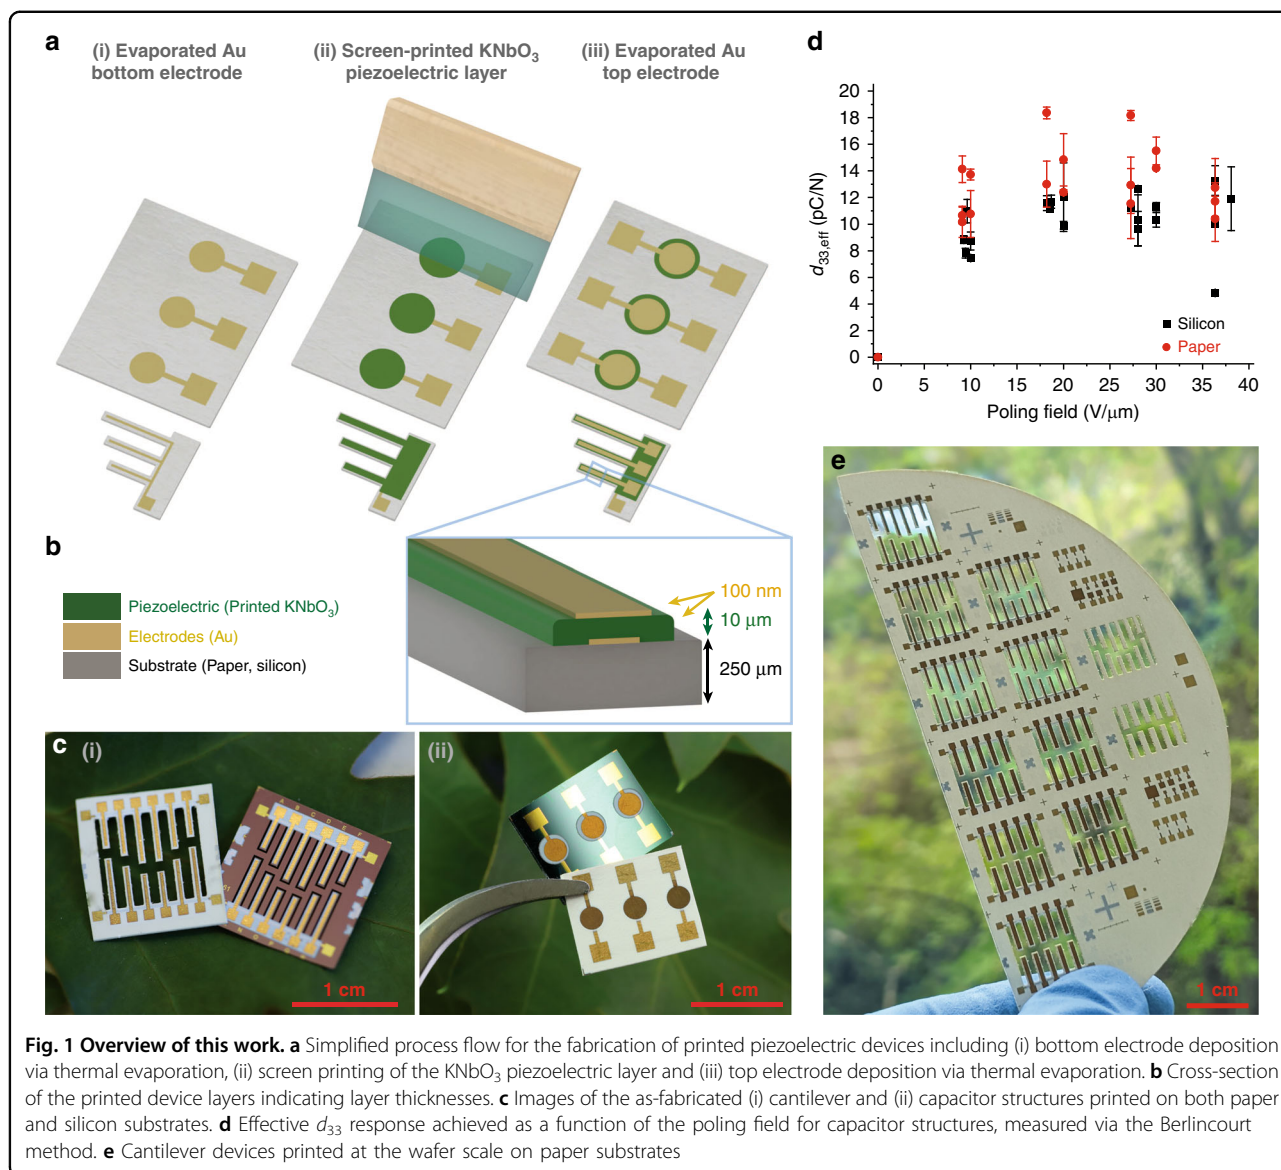 a
(i) Evaporated Au
bottom electrode
(ii) Screen-printed KNbO₃
piezoelectric layer
(iii) Evaporated Au
top electrode
b
Piezoelectric (Printed KNbO₃)
Electrodes (Au)
Substrate (Paper, silicon)
100 nm
10 μm
250 μm
c
(i)
A B C D E F
1 cm
(ii)
1 cm
d
d₃₃,eff (pC/N)
20
18
16
14
12
10
8
6
4
2
0
0 5 10 15 20 25 30 35 40
Poling field (V/μm)
Silicon
Paper
e
1 cm
Fig. 1 Overview of this work. a Simplified process flow for the fabrication of printed piezoelectric devices including (i) bottom electrode deposition
via thermal evaporation, (ii) screen printing of the KNbO₃ piezoelectric layer and (iii) top electrode deposition via thermal evaporation. b Cross-section
of the printed device layers indicating layer thicknesses. c Images of the as-fabricated (i) cantilever and (ii) capacitor structures printed on both paper
and silicon substrates. d Effective d₃₃ response achieved as a function of the poling field for capacitor structures, measured via the Berlincourt
method. e Cantilever devices printed at the wafer scale on paper substrates